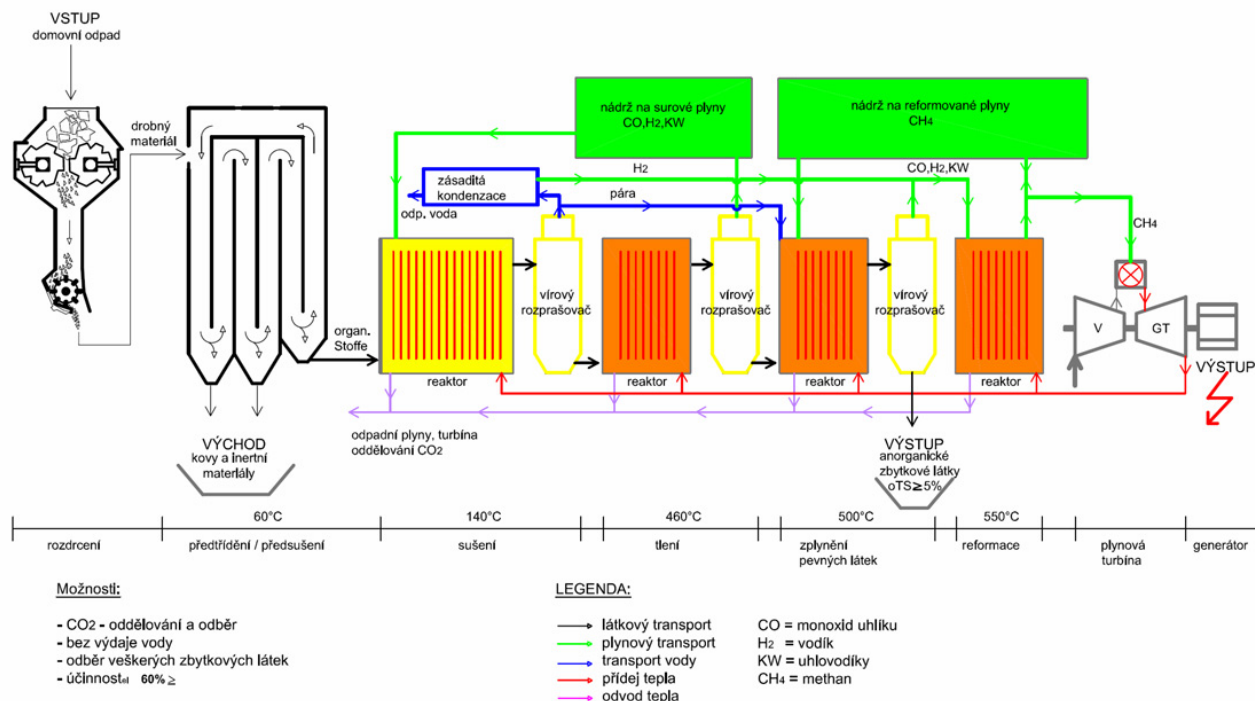 VSTUP
domovní odpad
drobný
materiál
nádrž na surové plyny
CO,H2,KW
nádrž na reformované plyny
CH4
zásaditá
kondenzace
odp. voda
H2
pára
CO,H2,KW
CH4
vírový
rozprašovač
vírový
rozprašovač
vírový
rozprašovač
organ.
Stoffe
reaktor
reaktor
reaktor
reaktor
V
GT
VÝSTUP
odpadní plyny, turbína
oddělování CO2
VÝCHOD
kovy a inertní
materiály
VÝSTUP
anorganické
zbytkové látky
oTS≥5%
60°C
140°C
460°C
500°C
550°C
rozdrcení
předtřídění / předsušení
sušení
tlení
zplynění
pevných látek
reformace
plynová
turbína
generátor
Možnosti:
- CO2 - oddělování a odběr
- bez výdaje vody
- odběr veškerých zbytkových látek
- účinnostel 60% ≥
LEGENDA:
látkový transport
plynový transport
transport vody
přídej tepla
odvod tepla
CO = monoxid uhlíku
H2 = vodík
KW = uhlovodíky
CH4 = methan